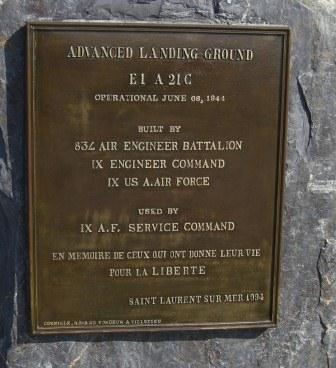 ADVANCED LANDING GROUND
E1 A 21C
OPERATIONAL JUNE 08, 1944
BUILT BY
834 AIR ENGINEER BATTALION
IX ENGINEER COMMAND
IX US A.AIR FORCE
USED BY
IX A.F. SERVICE COMMAND
EN MEMOIRE DE CEUX QUI ONT DONNE LEUR VIE
POUR LA LIBERTE
SAINT LAURENT SUR MER 1994